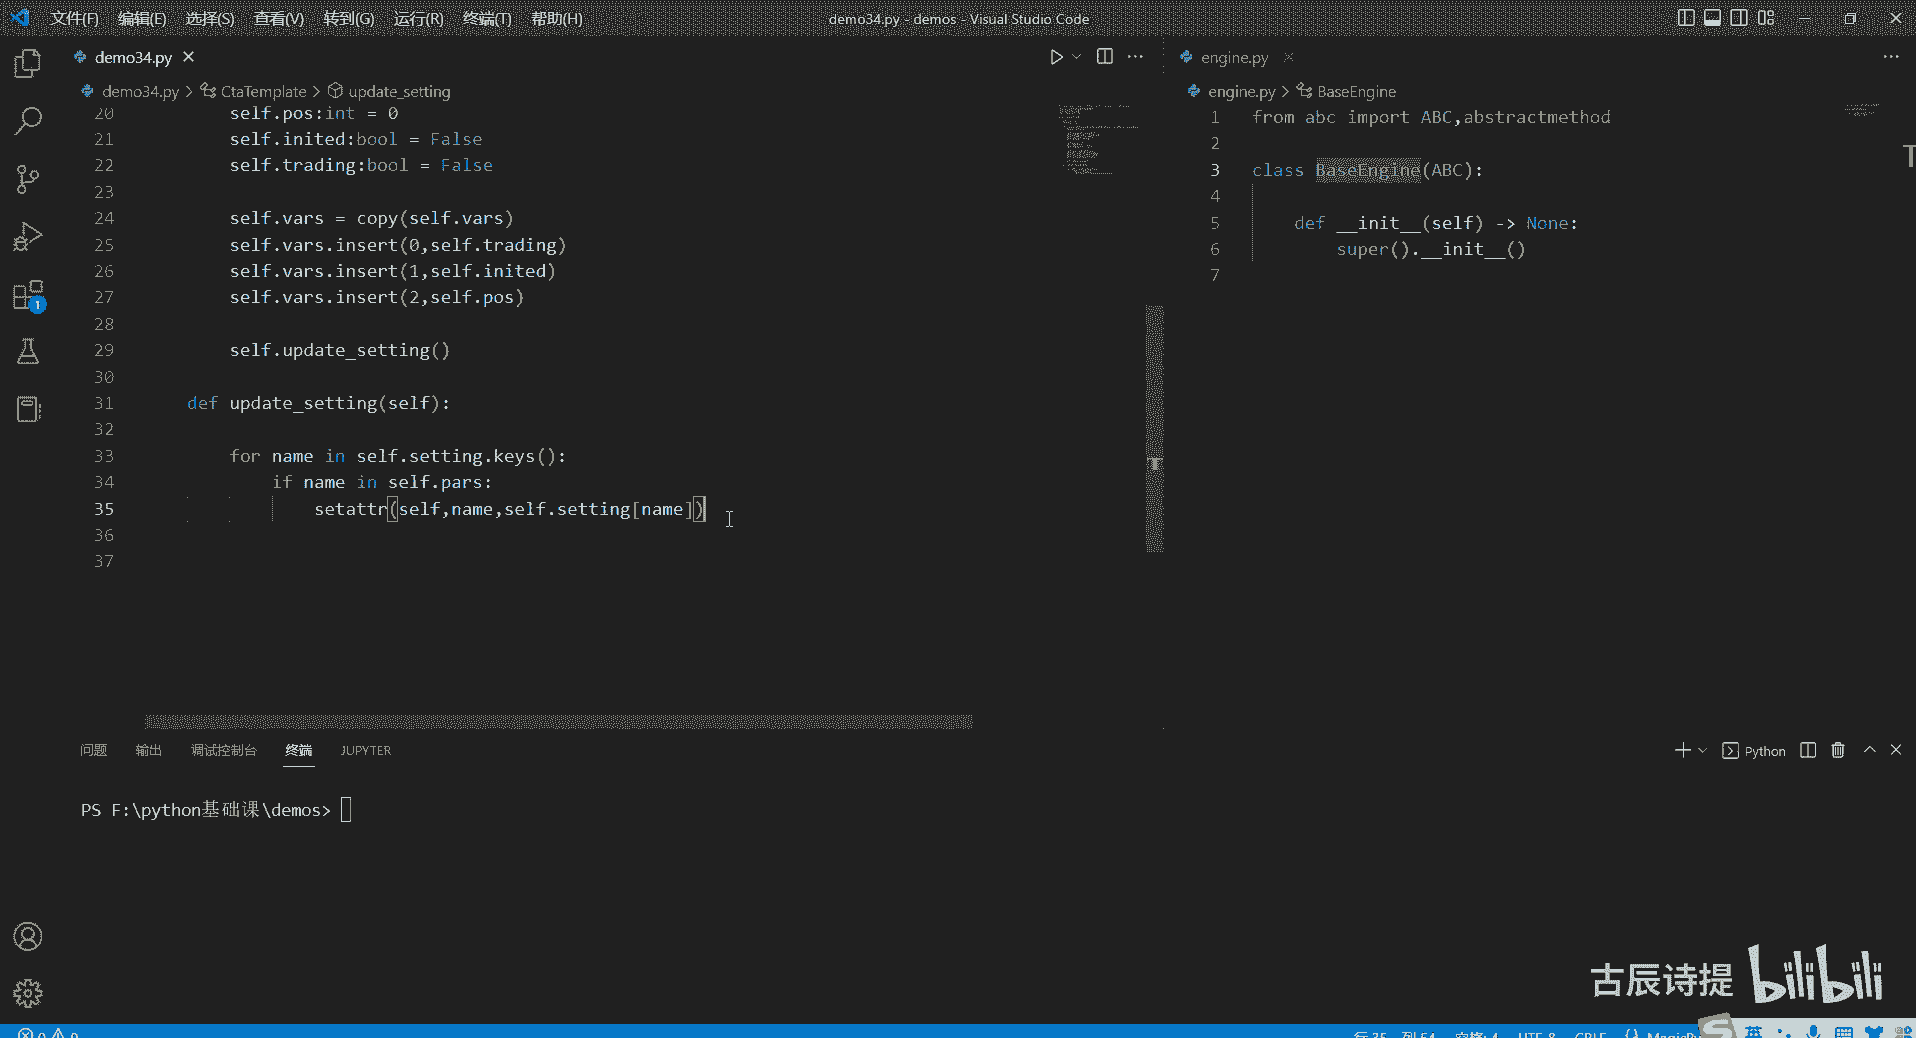 文件(F) 编辑(E) 选择(S) 查看(V) 转到(G) 运行(R) 终端(T) 帮助(H) demo34.py - demos - Visual Studio Code
demo34.py
demo34.py > CtaTemplate > update_setting
20 self.pos:int = 0
21 self.inited:bool = False
22 self.trading:bool = False
23
24 self.vars = copy(self.vars)
25 self.vars.insert(0,self.trading)
26 self.vars.insert(1,self.inited)
27 self.vars.insert(2,self.pos)
28
29 self.update_setting()
30
31 def update_setting(self):
32
33 for name in self.setting.keys():
34 if name in self.pars:
35 setattr(self,name,self.setting[name])
36
37
engine.py
engine.py > BaseEngine
1 from abc import ABC,abstractmethod
2
3 class BaseEngine(ABC):
4
5 def __init__(self) -> None:
6 super().__init__()
7
1
问题 输出 调试控制台 终端 JUPYTER
Python
PS F:\python基础课\demos>
古辰诗提 bilibili
行 35, 列 54 空格: 4 UTF-8 CRLF
英